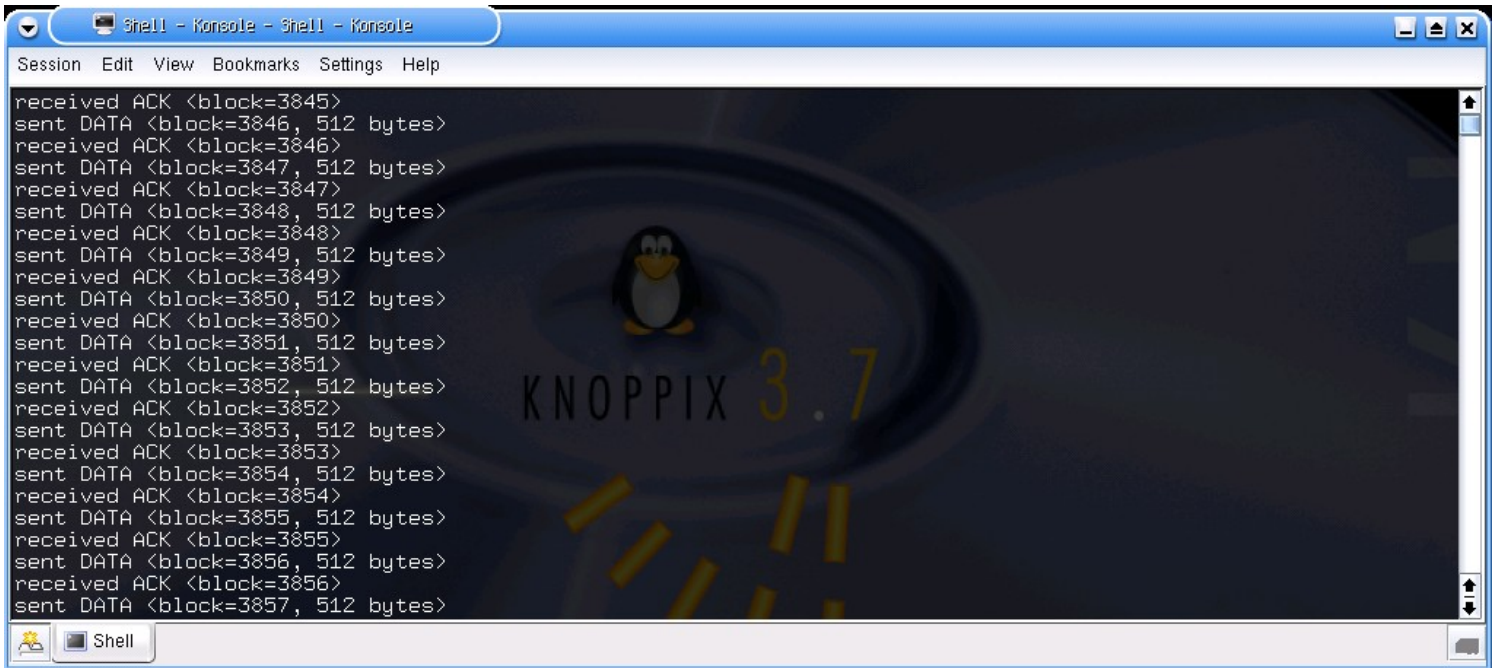 Shell - Konsole - Shell - Konsole
Session Edit View Bookmarks Settings Help
received ACK <block=3845>
sent DATA <block=3846, 512 bytes>
received ACK <block=3846>
sent DATA <block=3847, 512 bytes>
received ACK <block=3847>
sent DATA <block=3848, 512 bytes>
received ACK <block=3848>
sent DATA <block=3849, 512 bytes>
received ACK <block=3849>
sent DATA <block=3850, 512 bytes>
received ACK <block=3850>
sent DATA <block=3851, 512 bytes>
received ACK <block=3851>
sent DATA <block=3852, 512 bytes>
received ACK <block=3852>
sent DATA <block=3853, 512 bytes>
received ACK <block=3853>
sent DATA <block=3854, 512 bytes>
received ACK <block=3854>
sent DATA <block=3855, 512 bytes>
received ACK <block=3855>
sent DATA <block=3856, 512 bytes>
received ACK <block=3856>
sent DATA <block=3857, 512 bytes>
KNOPPIX 3.7
Shell